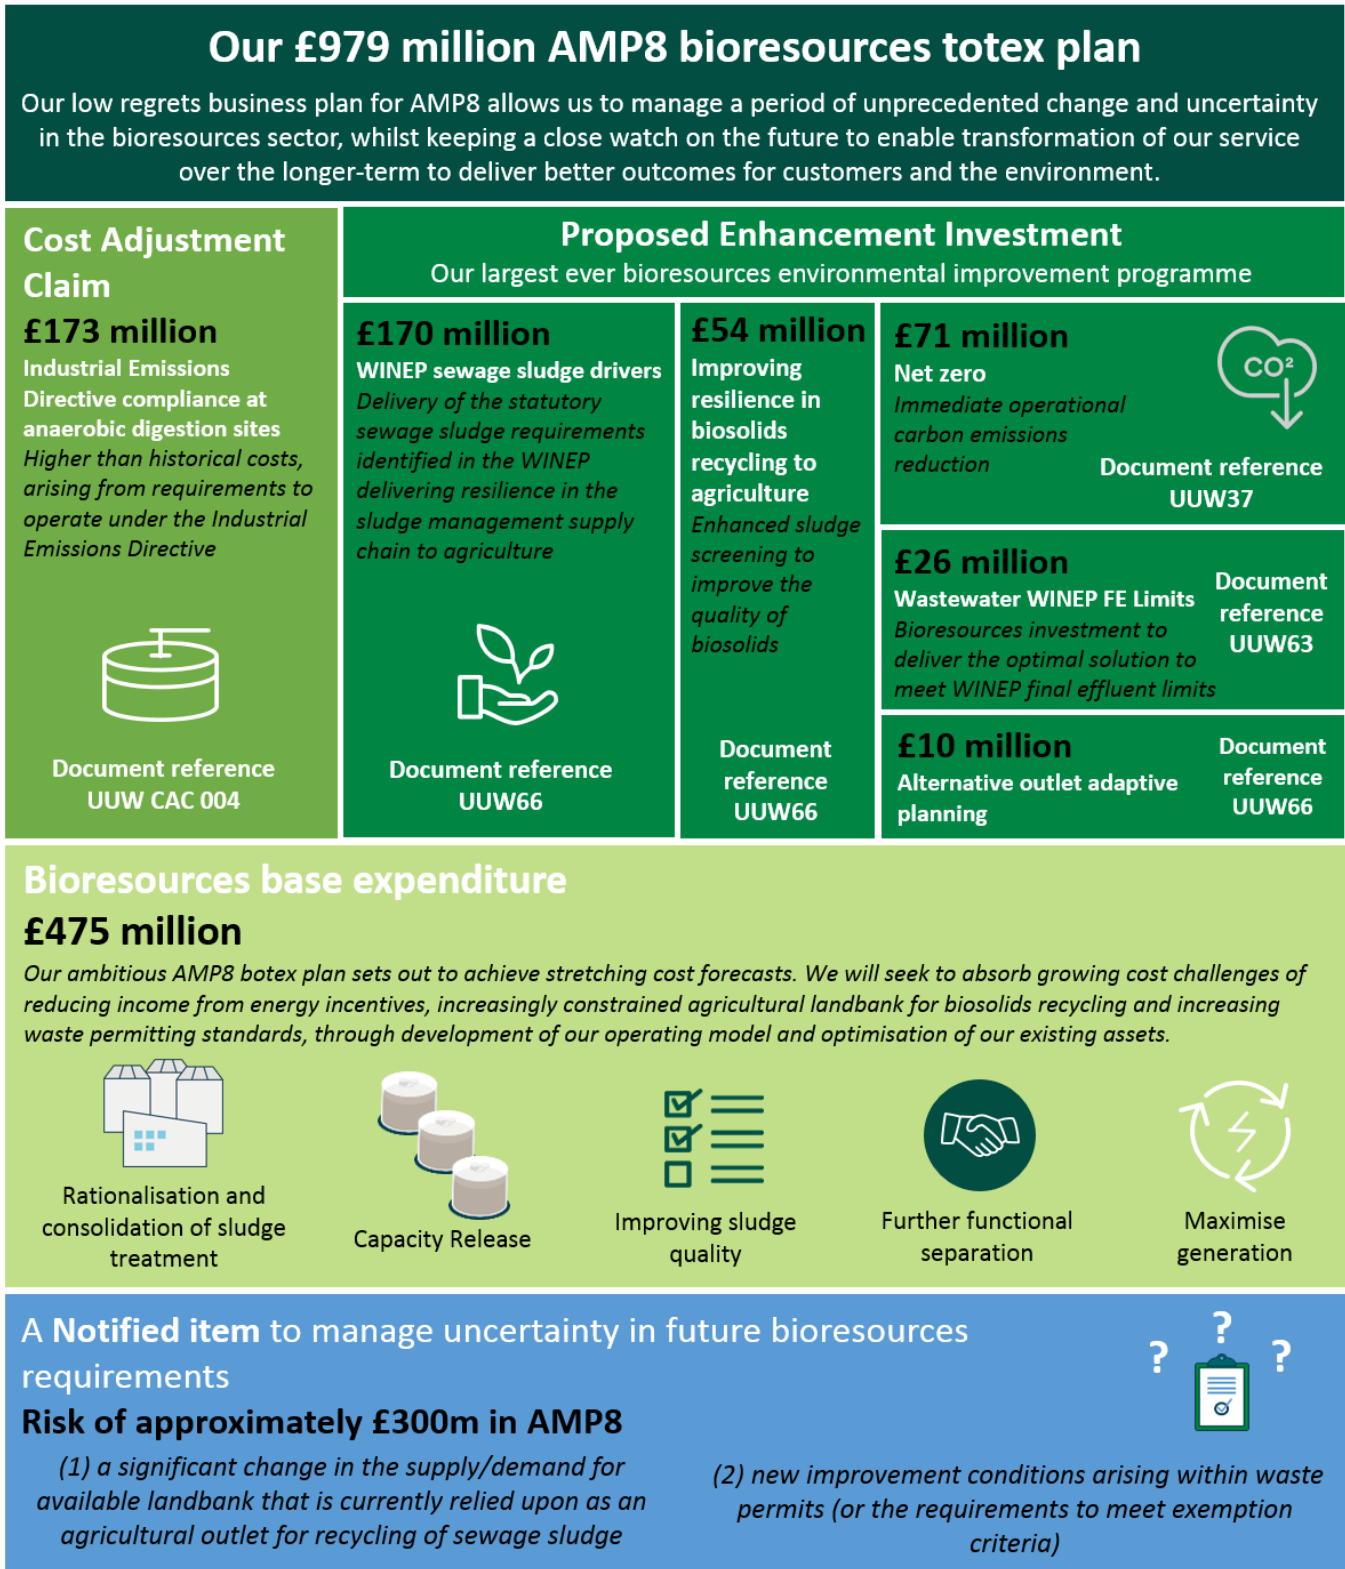 Our £979 million AMP8 bioresources totex plan
Our low regrets business plan for AMP8 allows us to manage a period of unprecedented change and uncertainty
in the bioresources sector, whilst keeping a close watch on the future to enable transformation of our service
over the longer-term to deliver better outcomes for customers and the environment.
Cost Adjustment
Claim
£173 million
Industrial Emissions
Directive compliance at
anaerobic digestion sites
Higher than historical costs,
arising from requirements to
operate under the Industrial
Emissions Directive
Document reference
UUW CAC 004
Proposed Enhancement Investment
Our largest ever bioresources environmental improvement programme
£170 million
WINEP sewage sludge drivers
Delivery of the statutory
sewage sludge requirements
identified in the WINEP
delivering resilience in the
sludge management supply
chain to agriculture
Document reference
UUW66
£54 million
Improving
resilience in
biosolids
recycling to
agriculture
Enhanced sludge
screening to
improve the
quality of
biosolids
Document
reference
UUW66
£71 million
Net zero
Immediate operational
carbon emissions
reduction
CO²
Document reference
UUW37
£26 million
Wastewater WINEP FE Limits
Bioresources investment to
deliver the optimal solution to
meet WINEP final effluent limits
Document
reference
UUW63
£10 million
Alternative outlet adaptive
planning
Document
reference
UUW66
Bioresources base expenditure
£475 million
Our ambitious AMP8 botex plan sets out to achieve stretching cost forecasts. We will seek to absorb growing cost challenges of
reducing income from energy incentives, increasingly constrained agricultural landbank for biosolids recycling and increasing
waste permitting standards, through development of our operating model and optimisation of our existing assets.
Rationalisation and
consolidation of sludge
treatment
Capacity Release
Improving sludge
quality
Further functional
separation
Maximise
generation
A Notified item to manage uncertainty in future bioresources
requirements
? ? ?
Risk of approximately £300m in AMP8
(1) a significant change in the supply/demand for
available landbank that is currently relied upon as an
agricultural outlet for recycling of sewage sludge
(2) new improvement conditions arising within waste
permits (or the requirements to meet exemption
criteria)